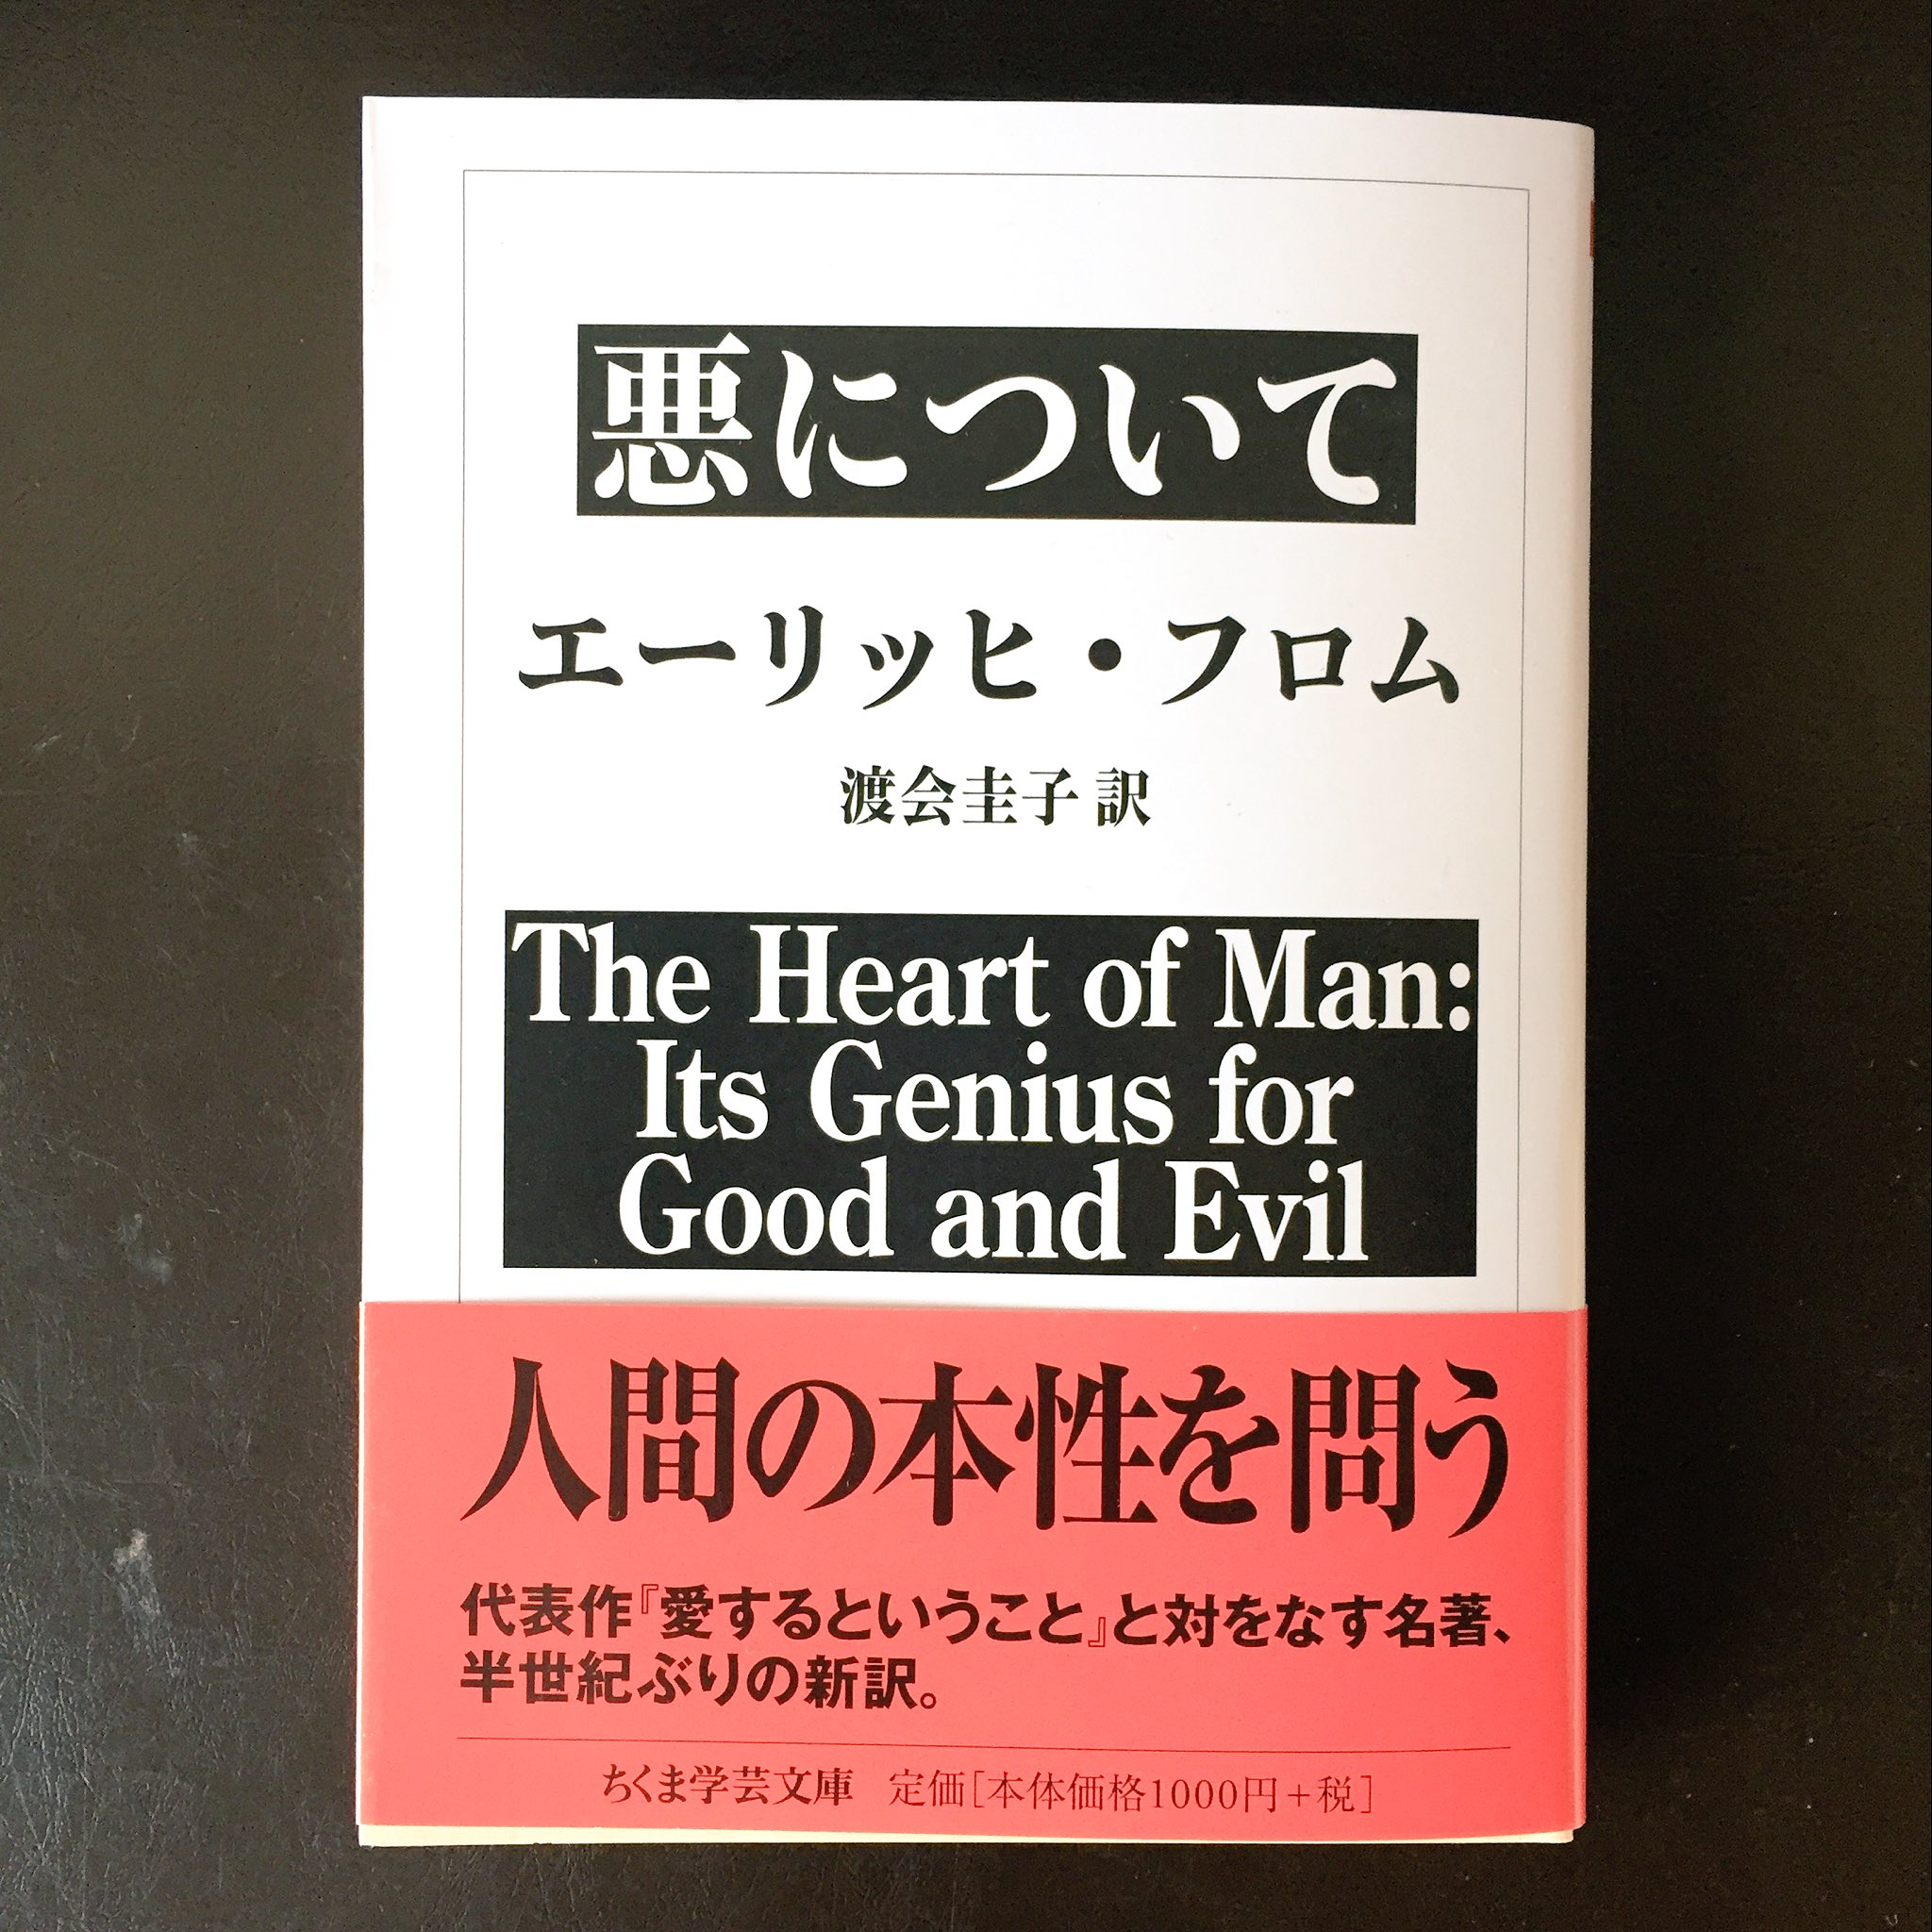 悪について
エーリッヒ・フロム
渡会圭子 訳
The Heart of Man:
Its Genius for
Good and Evil
人間の本性を問う
代表作『愛するということ』と対をなす名著、
半世紀ぶりの新訳。
ちくま学芸文庫 定価[本体価格1000円+税]